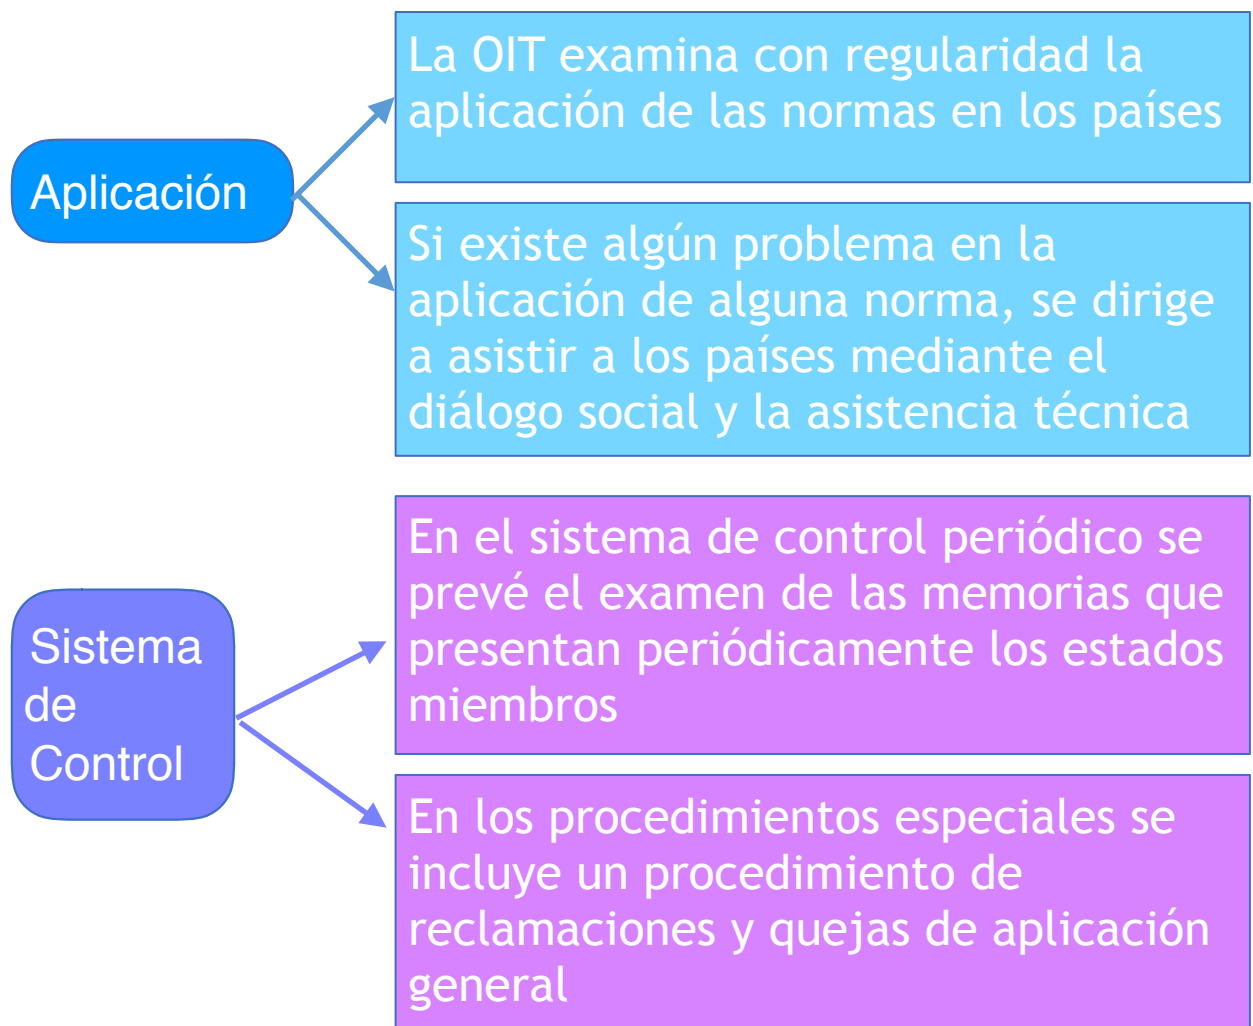 La OIT examina con regularidad la
aplicación de las normas en los países
Aplicación
Si existe algún problema en la
aplicación de alguna norma, se dirige
a asistir a los países mediante el
diálogo social y la asistencia técnica
En el sistema de control periódico se
prevé el examen de las memorias que
presentan periódicamente los estados
miembros
Sistema
de
Control
En los procedimientos especiales se
incluye un procedimiento de
reclamaciones y quejas de aplicación
general